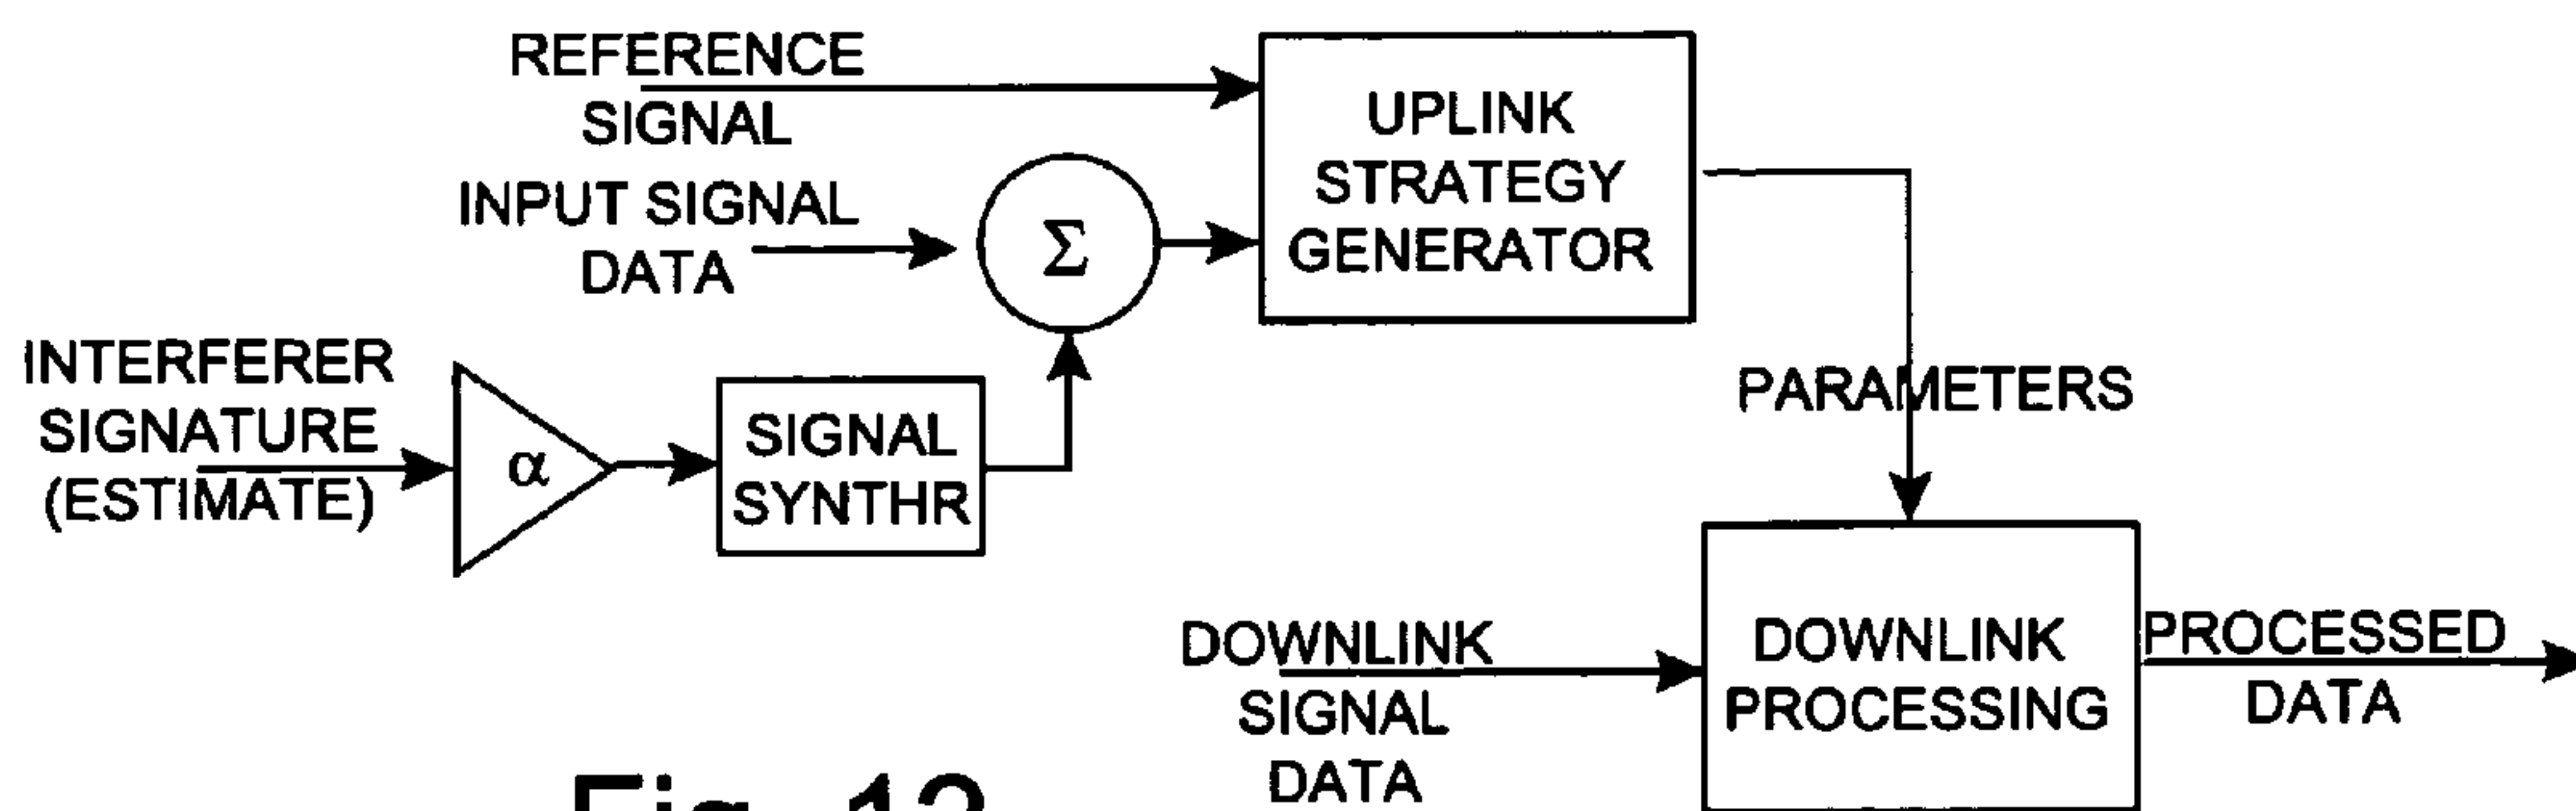 REFERENCE
SIGNAL
INPUT SIGNAL
DATA
Σ
UPLINK
STRATEGY
GENERATOR
INTERFERER
SIGNATURE
(ESTIMATE)
α
SIGNAL
SYNTHR
PARAMETERS
DOWNLINK
SIGNAL
DATA
DOWNLINK
PROCESSING
PROCESSED
DATA